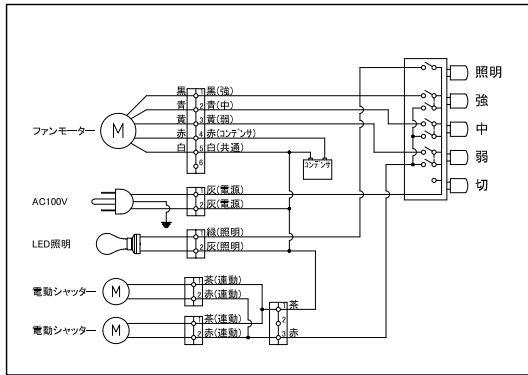 照明
強
中
弱
切
ファンモーター
M
黒 1 黒(強)
青 2 青(中)
黄 3 黄(弱)
赤 4 赤(コンデンサ)
白 5 白(共通)
6
コンデンサ
AC100V
1 灰(電源)
2 灰(電源)
LED照明
1 緑(照明)
2 灰(照明)
電動シャッター
M
1 茶(連動)
2 赤(連動)
電動シャッター
M
1 茶(連動)
2 赤(連動)
1 茶
2
3 赤